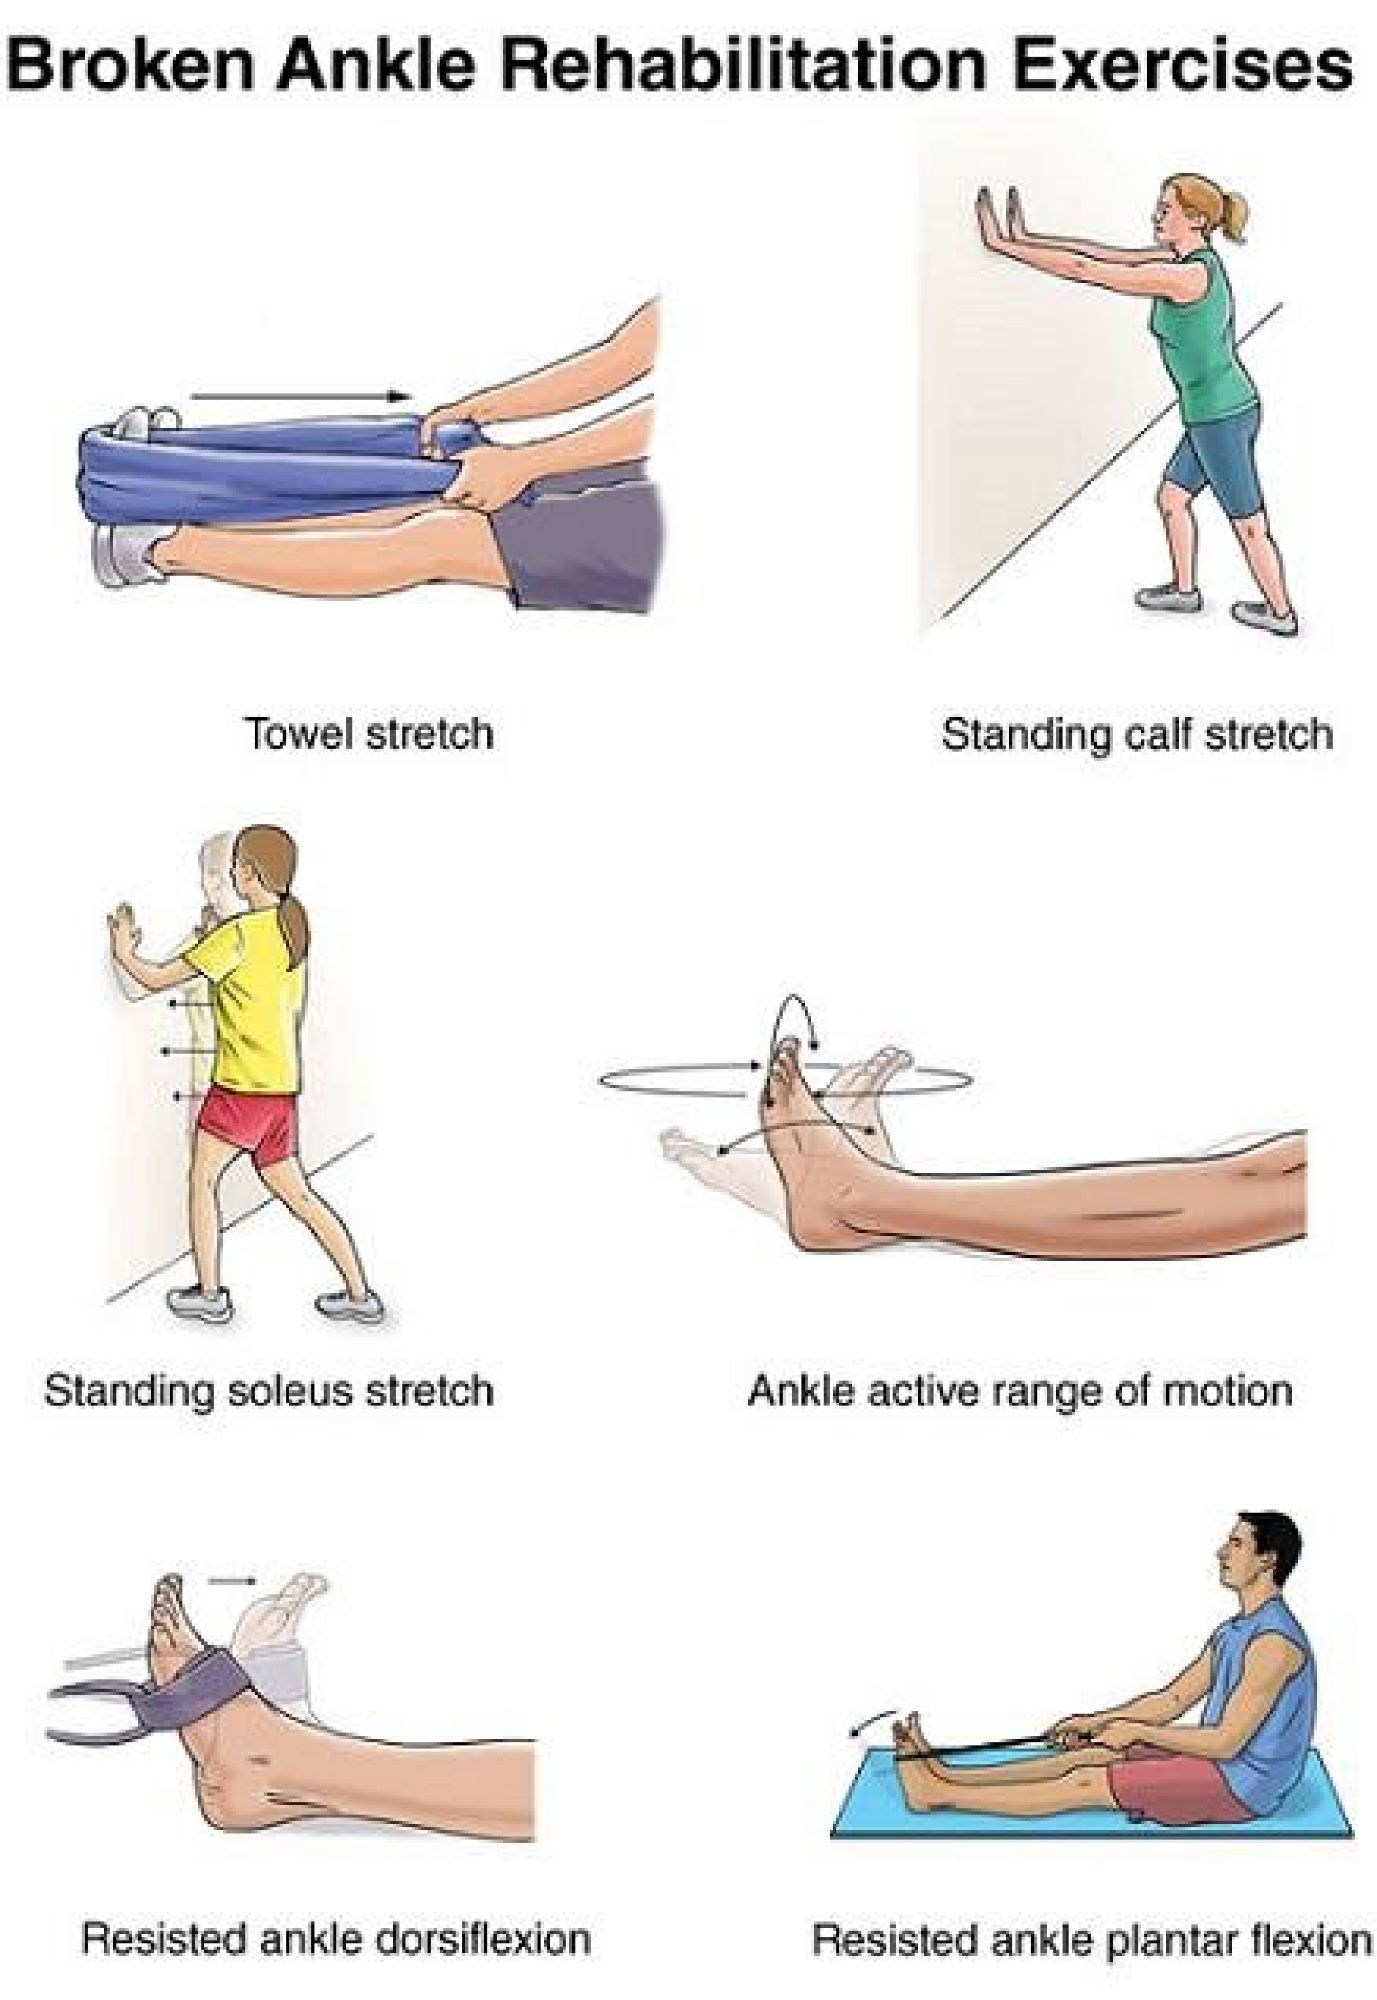 Broken Ankle Rehabilitation Exercises
Towel stretch
Standing calf stretch
Standing soleus stretch
Ankle active range of motion
Resisted ankle dorsiflexion
Resisted ankle plantar flexion